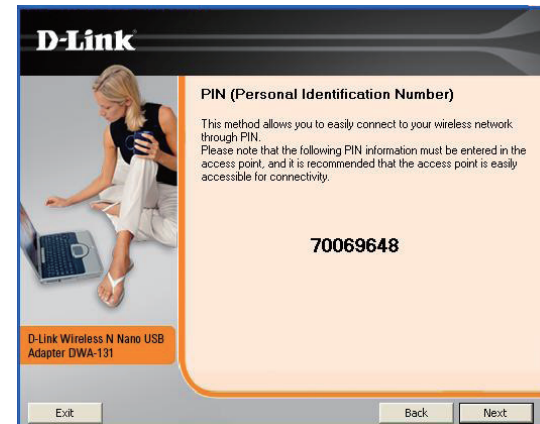 D-Link
PIN (Personal Identification Number)
This method allows you to easily connect to your wireless network
through PIN.
Please note that the following PIN information must be entered in the
access point, and it is recommended that the access point is easily
accessible for connectivity.
70069648
D-Link Wireless N Nano USB
Adapter DWA-131
Exit
Back
Next